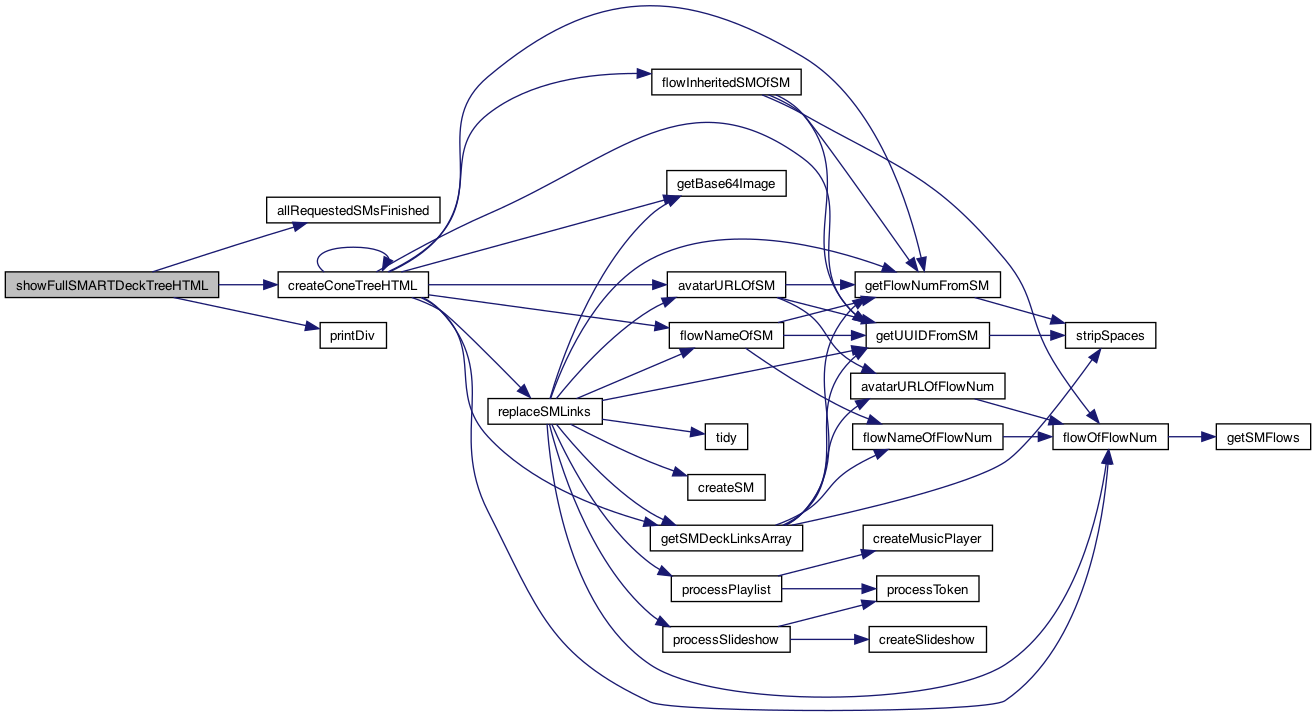 flowInheritedSMOfSM
getBase64Image
allRequestedSMsFinished
showFullSMARTDeckTreeHTML
createConeTreeHTML
avatarURLOfSM
getFlowNumFromSM
printDiv
flowNameOfSM
getUUIDFromSM
stripSpaces
avatarURLOfFlowNum
replaceSMLinks
tidy
flowNameOfFlowNum
flowOfFlowNum
getSMFlows
createSM
getSMDeckLinksArray
createMusicPlayer
processPlaylist
processToken
processSlideshow
createSlideshow